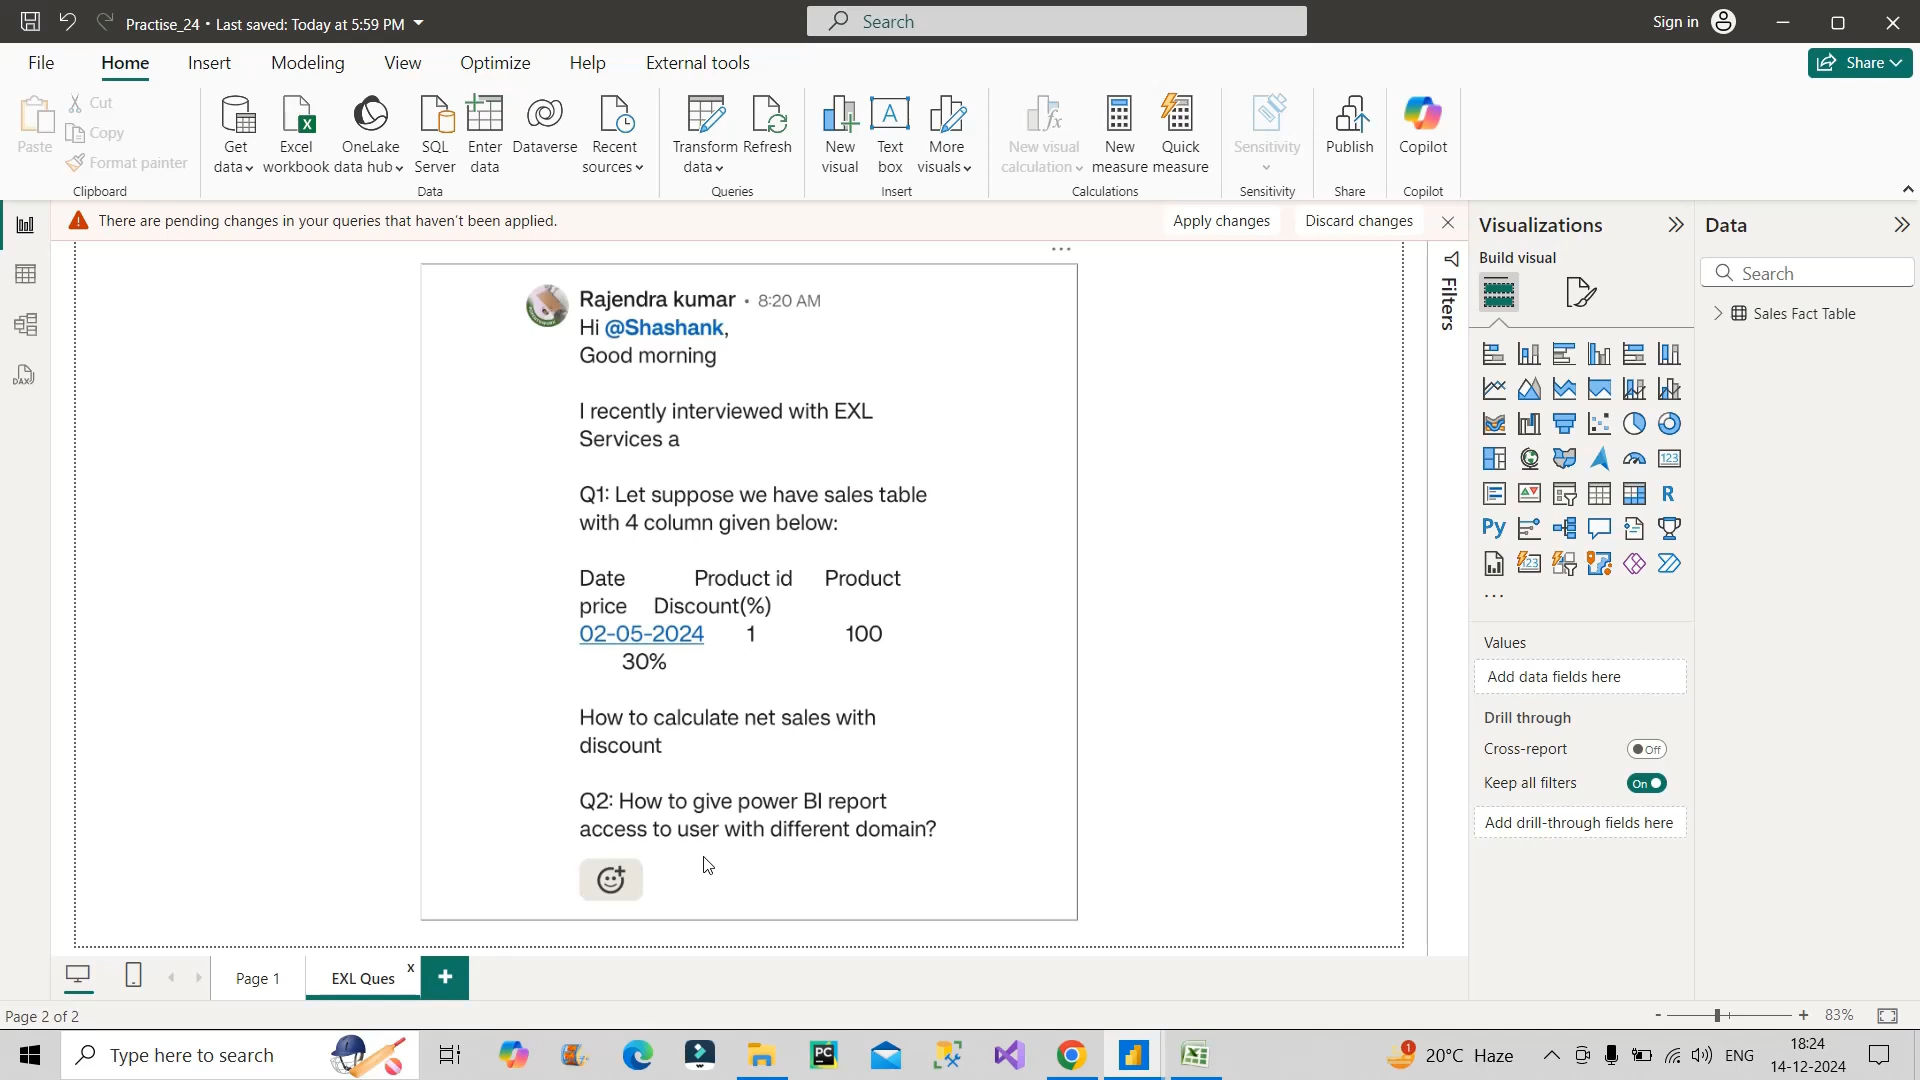 Practise_24 • Last saved: Today at 5:59 PM
Search
Sign in
File Home Insert Modeling View Optimize Help External tools
Share
Paste
Cut
Copy
Format painter
Clipboard
Get data
Excel workbook
OneLake data hub
SQL Server
Enter data
Dataverse
Recent sources
Data
Transform data
Refresh
Queries
New visual
Text box
More visuals
Insert
New visual calculation
New measure
Quick measure
Calculations
Sensitivity
Sensitivity
Publish
Share
Copilot
Copilot
There are pending changes in your queries that haven't been applied.
Apply changes
Discard changes
Rajendra kumar • 8:20 AM
Hi @Shashank,
Good morning
I recently interviewed with EXL
Services a
Q1: Let suppose we have sales table
with 4 column given below:
Date Product id Product
price Discount(%)
02-05-2024 1 100
30%
How to calculate net sales with
discount
Q2: How to give power BI report
access to user with different domain?
Filters
Visualizations
Build visual
Values
Add data fields here
Drill through
Cross-report Off
Keep all filters On
Add drill-through fields here
Data
Search
Sales Fact Table
Page 1
EXL Ques
Page 2 of 2
83%
Type here to search
20°C Haze
ENG
18:24
14-12-2024